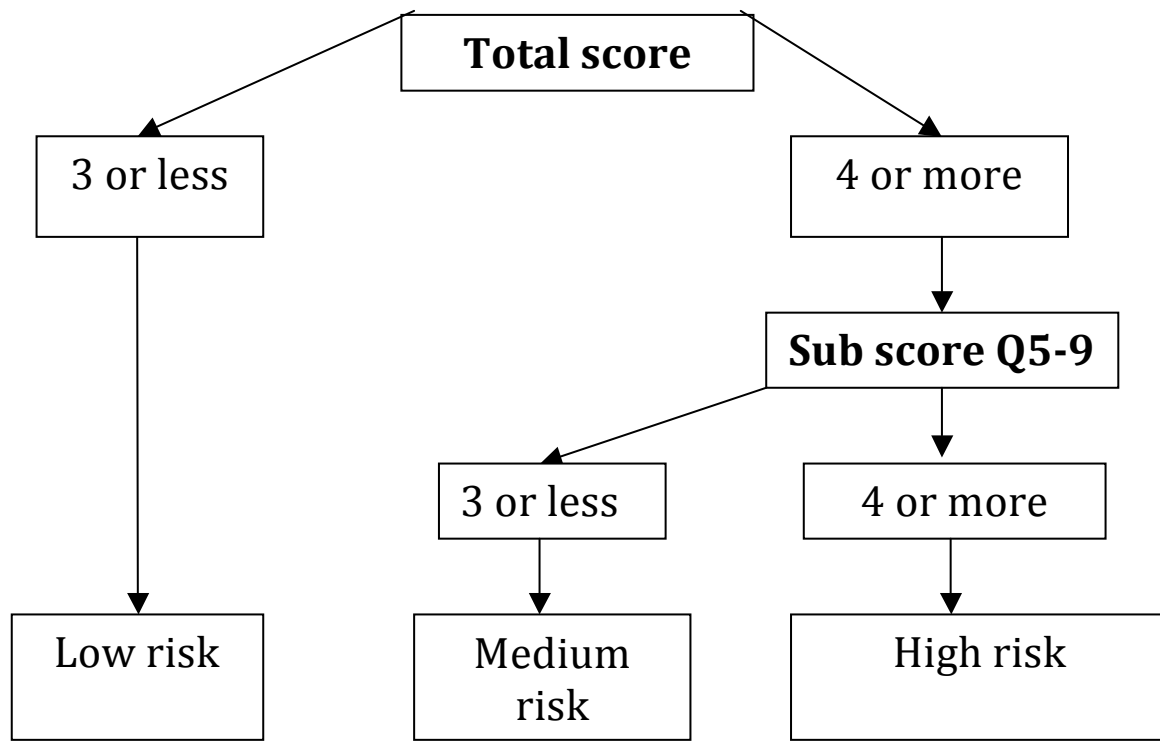 Total score
3 or less
4 or more
Sub score Q5-9
3 or less
4 or more
Low risk
Medium
risk
High risk